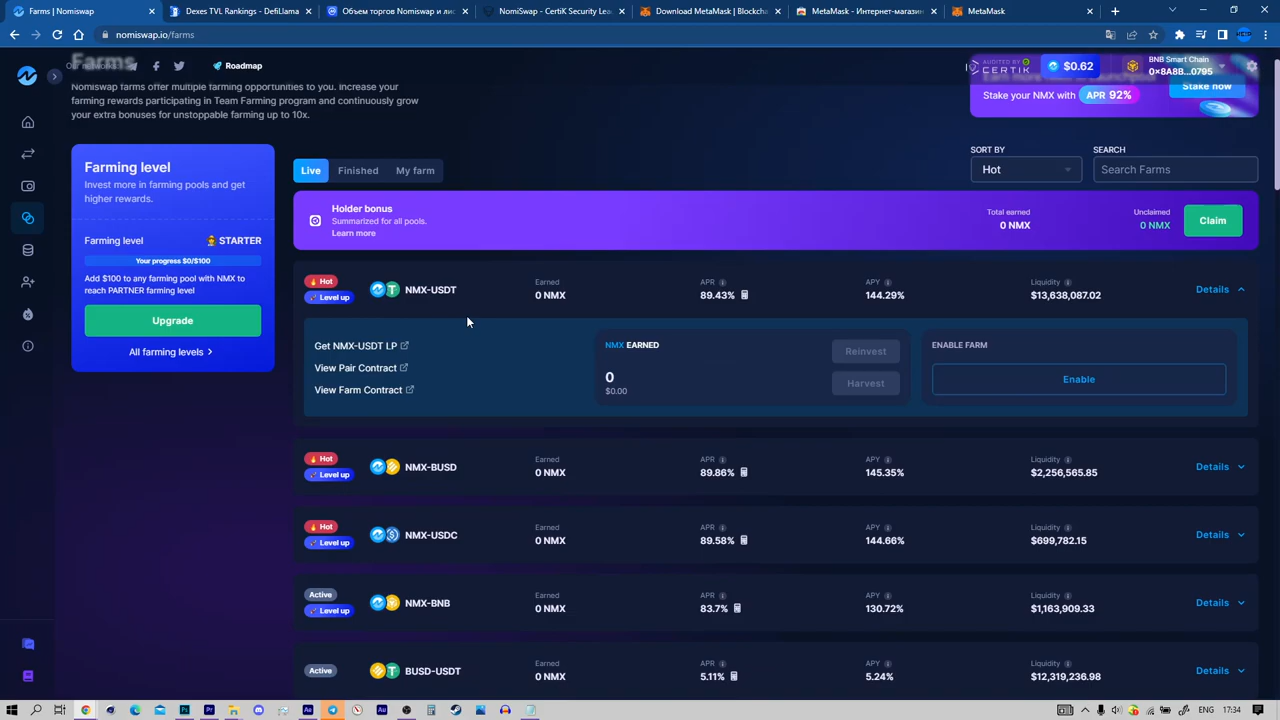 Farms | Nomiswap
Dexes TVL Rankings - DefiLlama
Объем торгов Nomiswap и лис
NomiSwap - CertiK Security Lea
Download MetaMask | Blockcha
MetaMask - Интернет-магазин
MetaMask
nomiswap.io/farms
Farms
Our network
Roadmap
AUDITED BY
CERTIK
$0.62
BNB Smart Chain
0x8A8B...0795
Nomiswap farms offer multiple farming opportunities to you. Increase your
farming rewards participating in Team Farming program and continuously grow
your extra bonuses for unstoppable farming up to 10x.
Stake your NMX with APR 92%
Stake now
Farming level
Invest more in farming pools and get
higher rewards.
Farming level STARTER
Your progress $0/$100
Add $100 to any farming pool with NMX to
reach PARTNER farming level
Upgrade
All farming levels
Live Finished My farm
SORT BY
Hot
SEARCH
Search Farms
Holder bonus
Summarized for all pools.
Learn more
Total earned
0 NMX
Unclaimed
0 NMX
Claim
Hot
Level up
NMX-USDT
Earned
0 NMX
APR
89.43%
APY
144.29%
Liquidity
$13,638,087.02
Details
Get NMX-USDT LP
View Pair Contract
View Farm Contract
NMX EARNED
0
$0.00
Reinvest
Harvest
ENABLE FARM
Enable
Hot
Level up
NMX-BUSD
Earned
0 NMX
APR
89.86%
APY
145.35%
Liquidity
$2,256,565.85
Details
Hot
Level up
NMX-USDC
Earned
0 NMX
APR
89.58%
APY
144.66%
Liquidity
$699,782.15
Details
Active
Level up
NMX-BNB
Earned
0 NMX
APR
83.7%
APY
130.72%
Liquidity
$1,163,909.33
Details
Active
BUSD-USDT
Earned
0 NMX
APR
5.11%
APY
5.24%
Liquidity
$12,319,236.98
Details
ENG
17:34